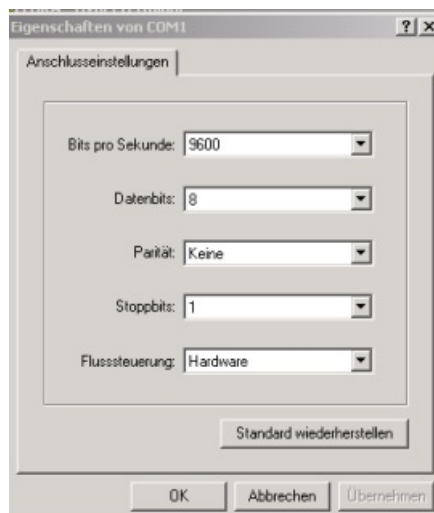 Eigenschaften von COM1
Anschlusseinstellungen
Bits pro Sekunde: 9600
Datenbits: 8
Parität: Keine
Stoppbits: 1
Flusssteuerung: Hardware
Standard wiederherstellen
OK Abbrechen Übernehmen